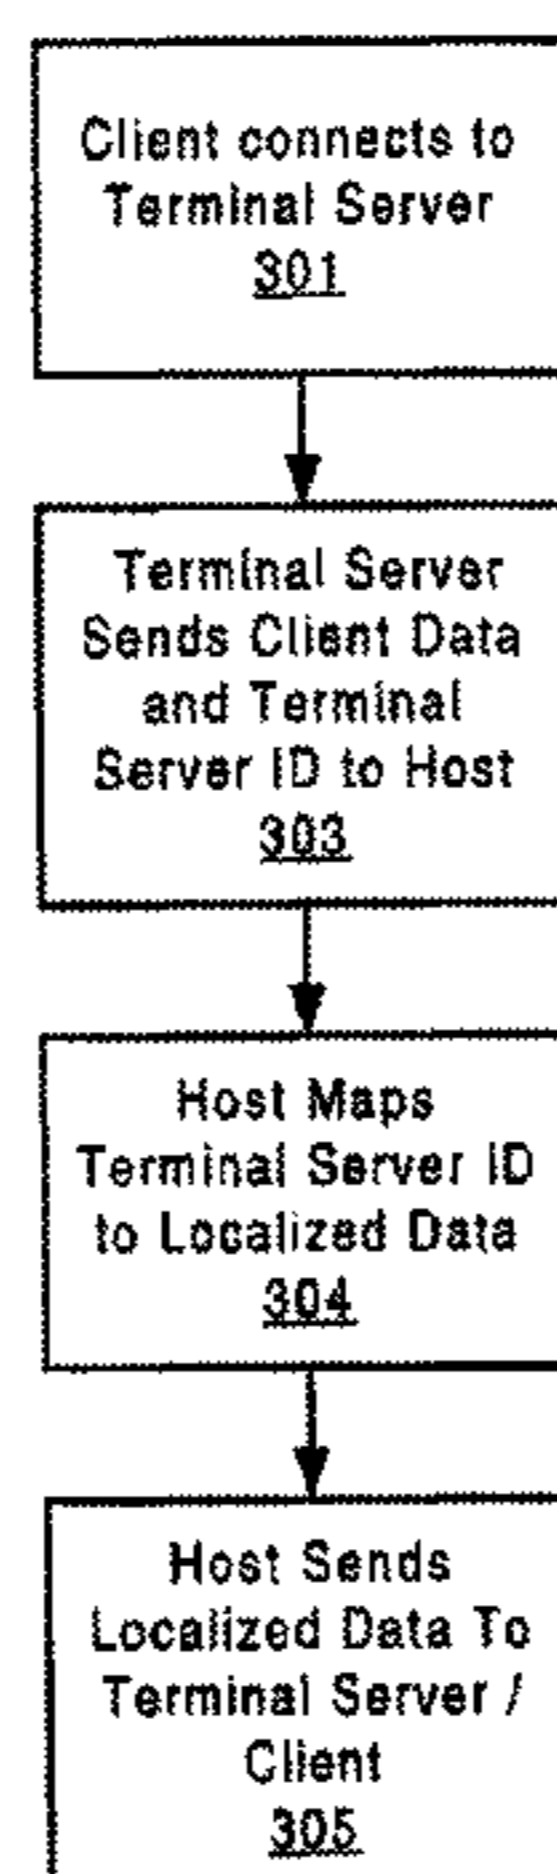 Client connects to
Terminal Server
301
Terminal Server
Sends Client Data
and Terminal
Server ID to Host
303
Host Maps
Terminal Server ID
to Localized Data
304
Host Sends
Localized Data To
Terminal Server /
Client
305